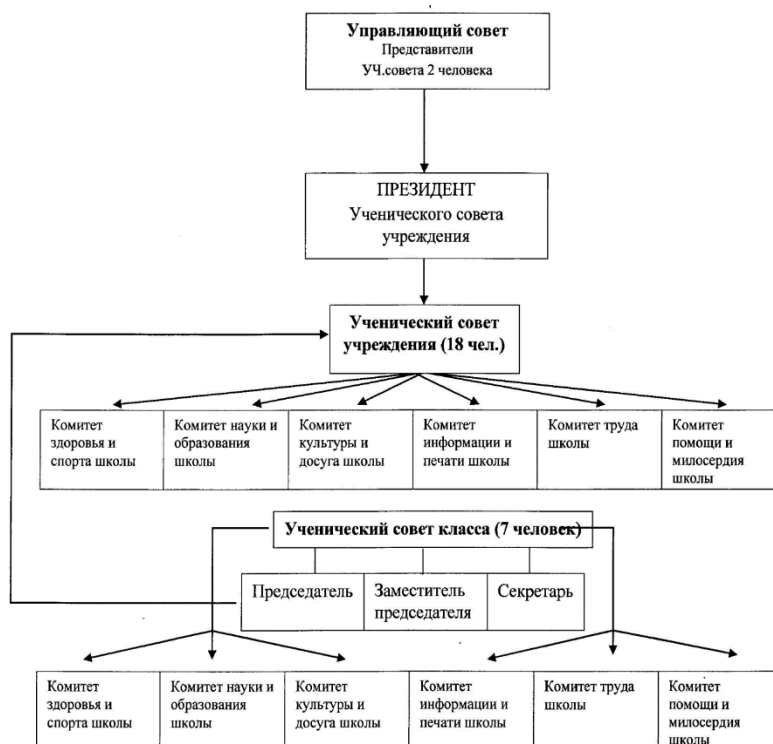 Управляющий совет
Представители
УЧ.совета 2 человека
ПРЕЗИДЕНТ
Ученического совета
учреждения
Ученический совет
учреждения (18 чел.)
Комитет
здоровья и
спорта школы
Комитет науки и
образования
школы
Комитет
культуры и
досуга школы
Комитет
информации и
печати школы
Комитет труда
школы
Комитет
помощи и
милосердия
школы
Ученический совет класса (7 человек)
Председатель
Заместитель
председателя
Секретарь
Комитет
здоровья и
спорта школы
Комитет науки и
образования
школы
Комитет
культуры и
досуга школы
Комитет
информации и
печати школы
Комитет труда
школы
Комитет
помощи и
милосердия
школы